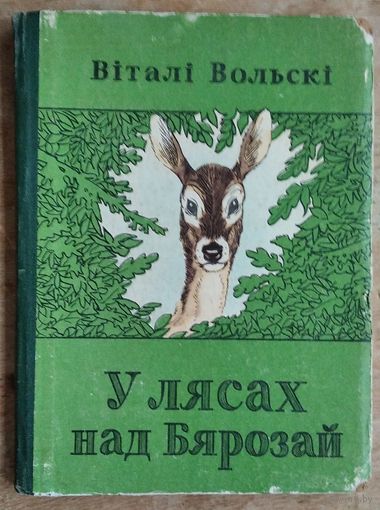 Віталі Вольскі
У лясах
над Бярозай